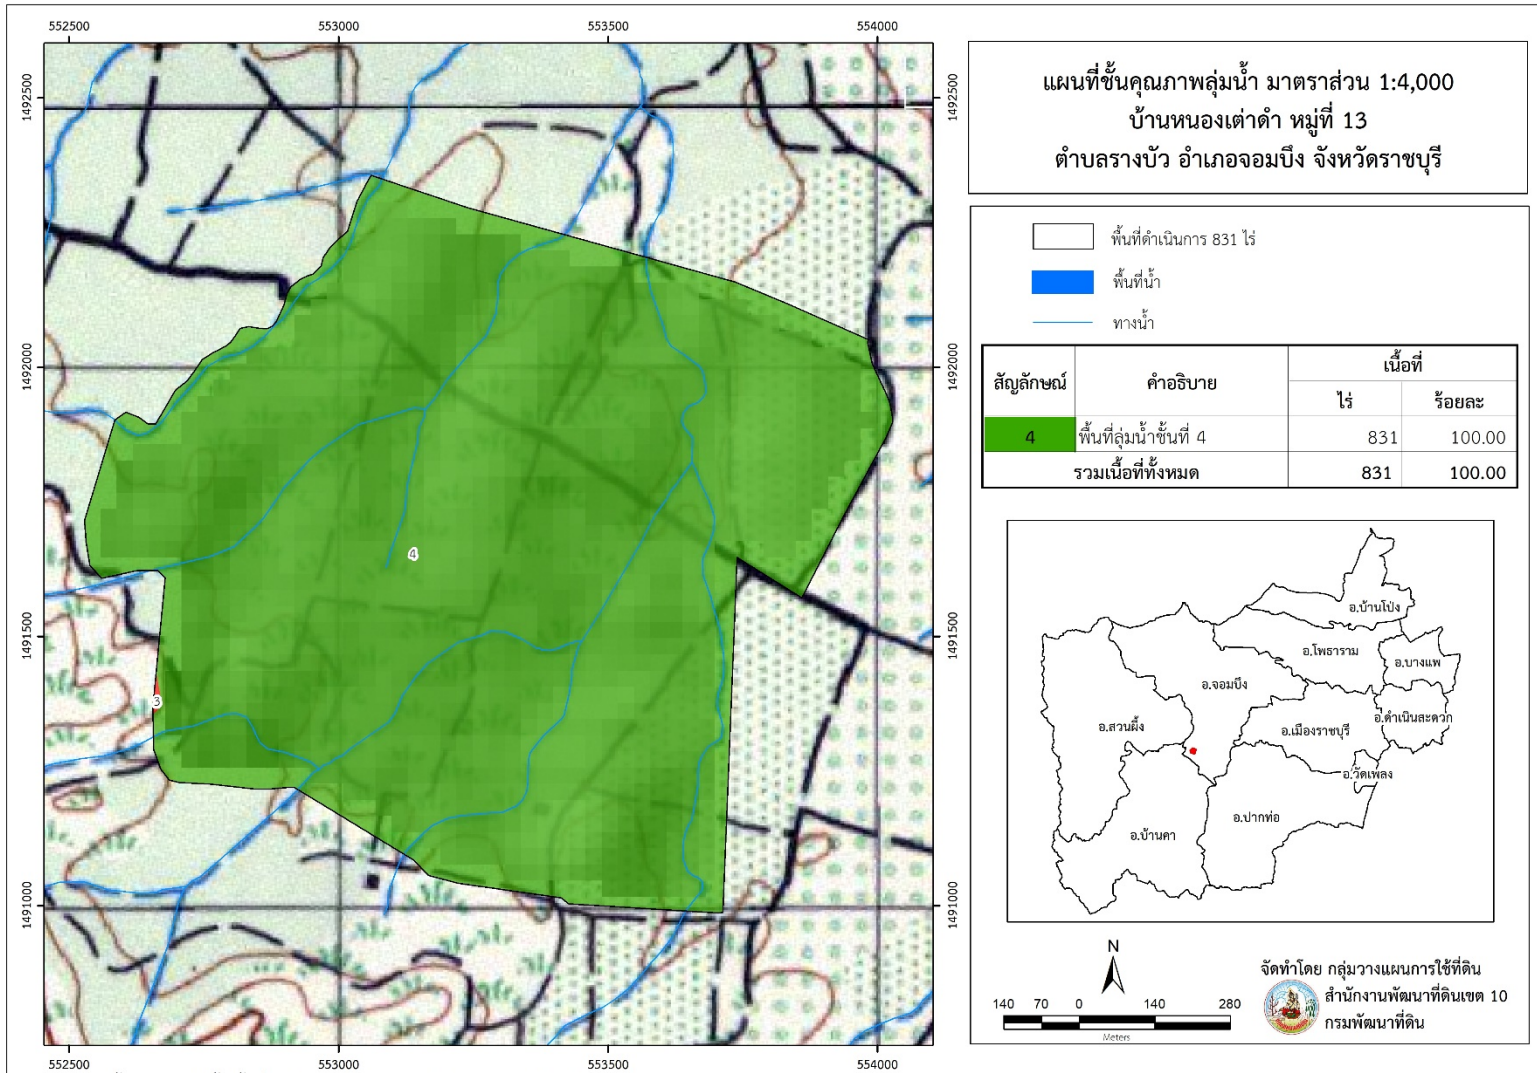 552500 553000 553500 554000
1492500 1492500
1492000 1492000
1491500 1491500
1491000 1491000
4
3
552500 553000 553500 554000
แผนที่ชั้นคุณภาพลุ่มน้ำ มาตราส่วน 1:4,000
บ้านหนองเต่าดำ หมู่ที่ 13
ตำบลรางบัว อำเภอจอมบึง จังหวัดราชบุรี
พื้นที่ดำเนินการ 831 ไร่
พื้นที่น้ำ
ทางน้ำ
สัญลักษณ์ คำอธิบาย เนื้อที่
ไร่ ร้อยละ
4 พื้นที่ลุ่มน้ำชั้นที่ 4 831 100.00
รวมเนื้อที่ทั้งหมด 831 100.00
อ.บ้านโป่ง
อ.โพธาราม
อ.บางแพ
อ.จอมบึง
อ.ดำเนินสะดวก
อ.สวนผึ้ง
อ.เมืองราชบุรี
อ.วัดเพลง
อ.ปากท่อ
อ.บ้านคา
N
140 70 0 140 280
Meters
จัดทำโดย กลุ่มวางแผนการใช้ที่ดิน
สำนักงานพัฒนาที่ดินเขต 10
กรมพัฒนาที่ดิน